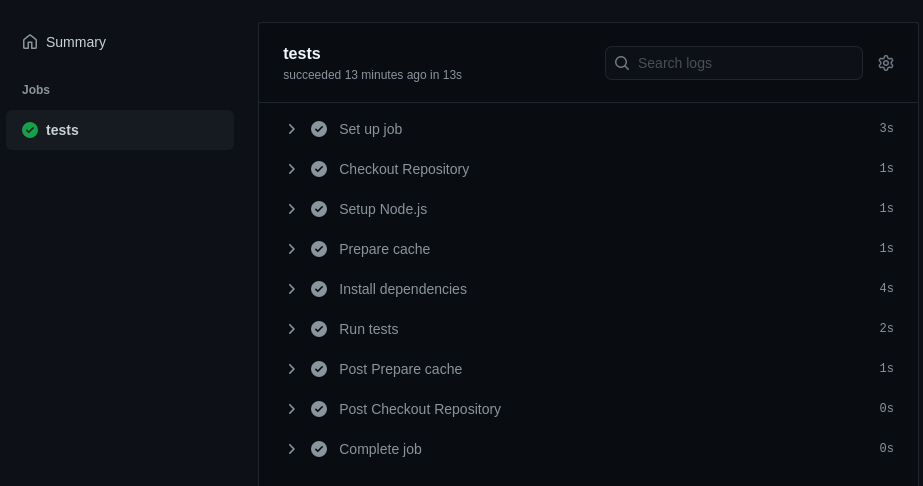 Summary
Jobs
tests
tests
succeeded 13 minutes ago in 13s
Search logs
Set up job 3s
Checkout Repository 1s
Setup Node.js 1s
Prepare cache 1s
Install dependencies 4s
Run tests 2s
Post Prepare cache 1s
Post Checkout Repository 0s
Complete job 0s